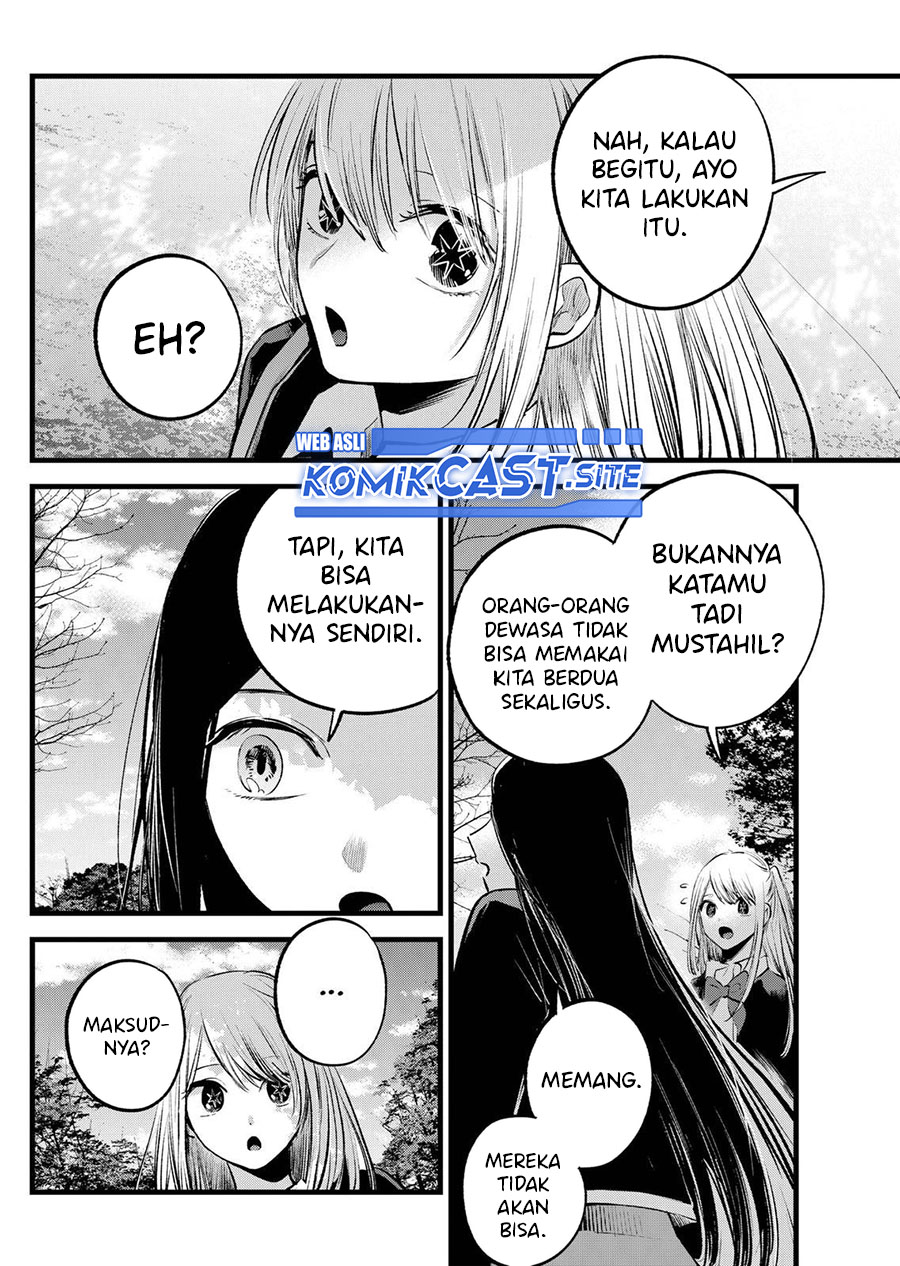 NAH, KALAU
BEGITU, AYO
KITA LAKUKAN
ITU.
EH?
WEB ASLI
KOMIKCAST.SITE
BUKANNYA
KATAMU
TADI
MUSTAHIL?
ORANG-ORANG
DEWASA TIDAK
BISA MEMAKAI
KITA BERDUA
SEKALIGUS.
MEMANG.
MEREKA
TIDAK
AKAN
BISA.
TAPI, KITA
BISA
MELAKUKAN-
NYA SENDIRI.
...
MAKSUD-
NYA?